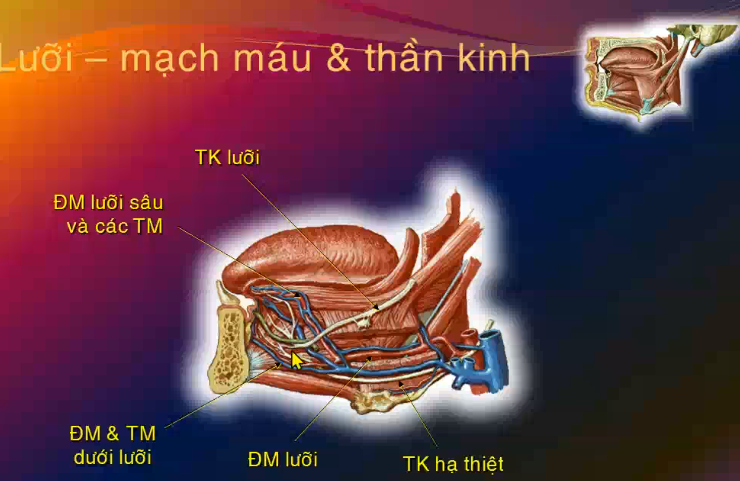 Lưỡi – mạch máu & thần kinh
TK lưỡi
ĐM lưỡi sâu
và các TM
ĐM & TM
dưới lưỡi
ĐM lưỡi
TK hạ thiệt